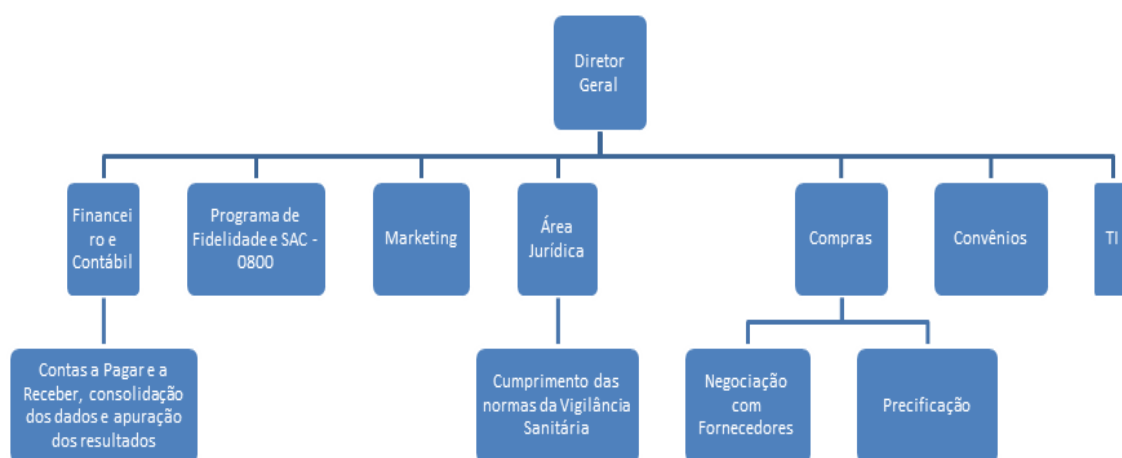 Diretor
Geral
Financei
ro e
Contábil
Programa de
Fidelidade e SAC -
0800
Marketing
Área
Jurídica
Compras
Convênios
TI
Contas a Pagar e a
Receber, consolidação
dos dados e apuração
dos resultados
Cumprimento das
normas da Vigilância
Sanitária
Negociação
com
Fornecedores
Precificação